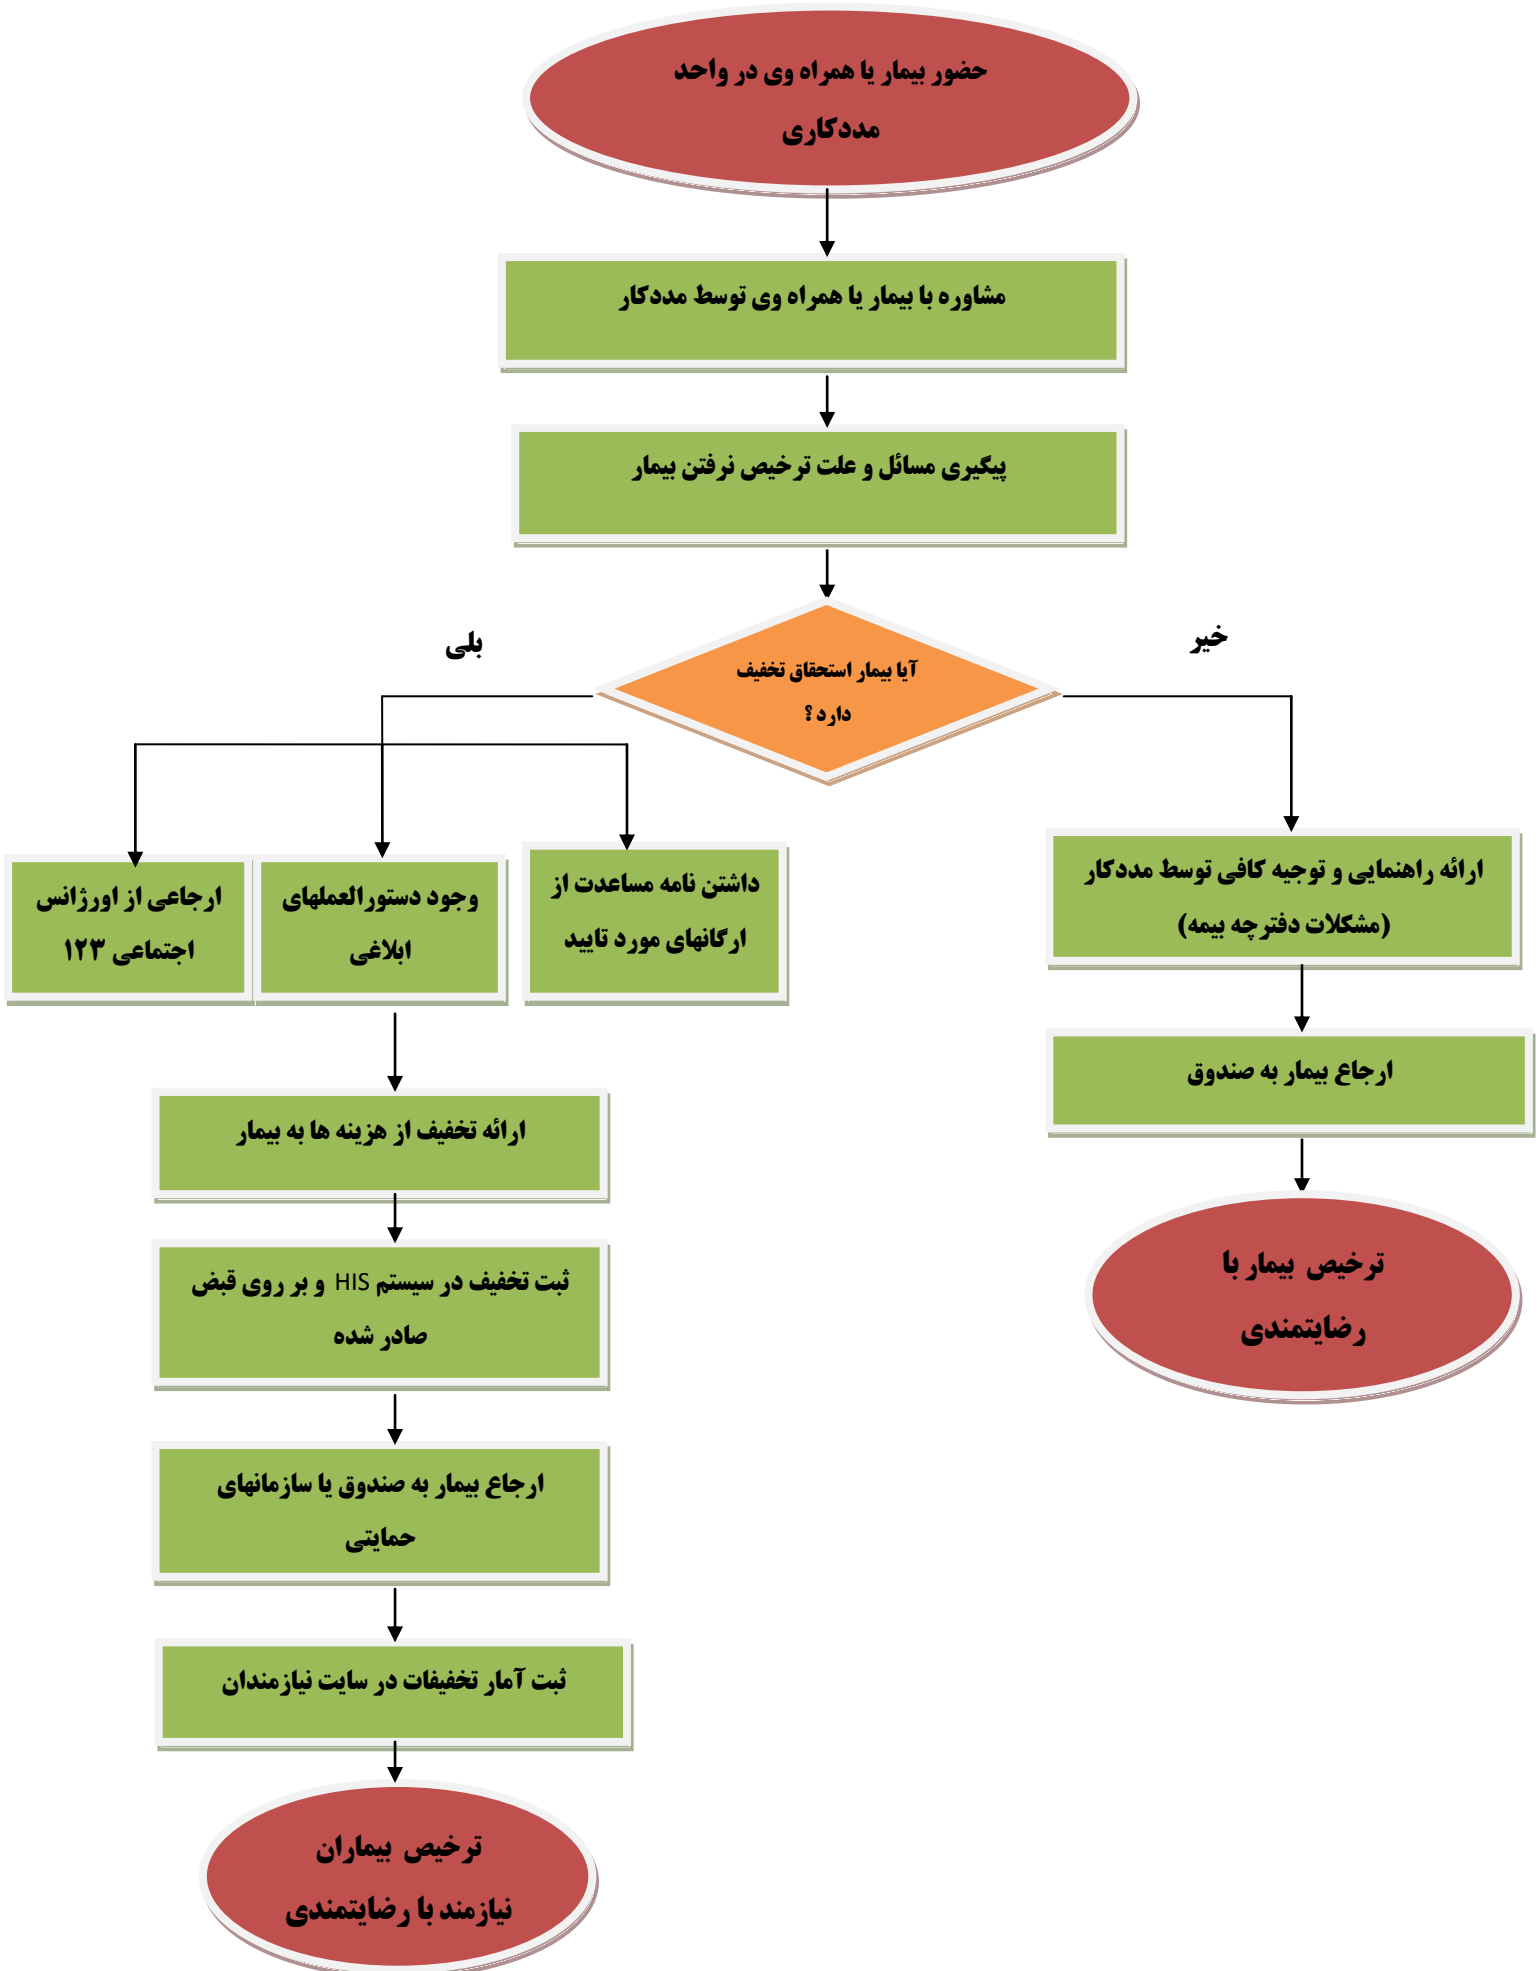 حضور بیمار یا همراه وی در واحد
مددکاری
مشاوره با بیمار یا همراه وی توسط مددکار
پیگیری مسائل و علت ترخیص نرفتن بیمار
آیا بیمار استحقاق تخفیف
دارد ؟
خیر
بلی
ارائه راهنمایی و توجیه کافی توسط مددکار
(مشکلات دفترچه بیمه)
ارجاع بیمار به صندوق
ترخیص بیمار با
رضایتمندی
داشتن نامه مساعدت از
ارگانهای مورد تایید
وجود دستورالعملهای
ابلاغی
ارجاعی از اورژانس
اجتماعی ۱۲۳
ارائه تخفیف از هزینه ها به بیمار
ثبت تخفیف در سیستم HIS و بر روی قبض
صادر شده
ارجاع بیمار به صندوق یا سازمانهای
حمایتی
ثبت آمار تخفیفات در سایت نیازمندان
ترخیص بیماران
نیازمند با رضایتمندی